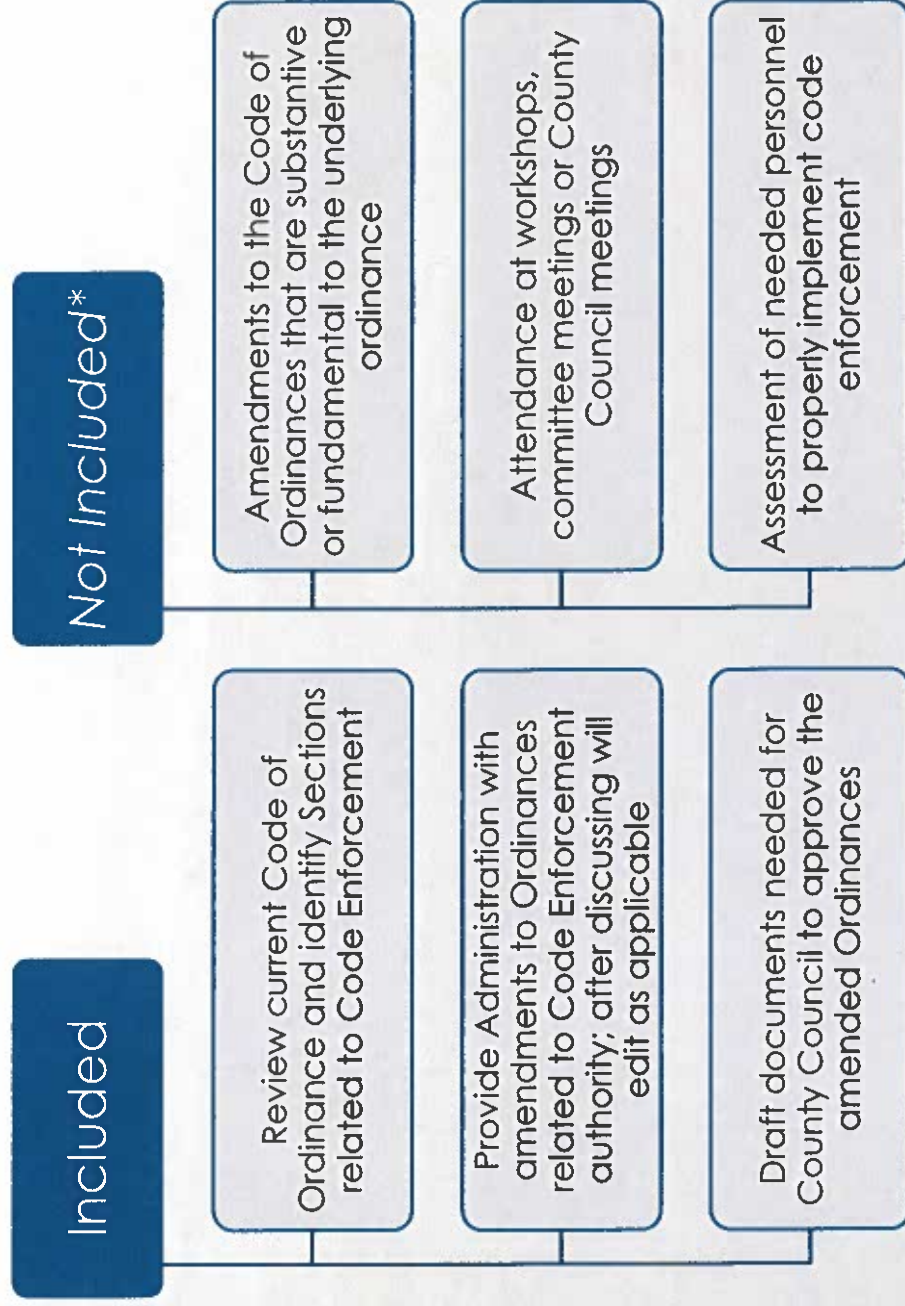 Included
Review current Code of
Ordinance and identify Sections
related to Code Enforcement
Provide Administration with
amendments to Ordinances
related to Code Enforcement
authority; after discussing will
edit as applicable
Draft documents needed for
County Council to approve the
amended Ordinances
Not Included*
Amendments to the Code of
Ordinances that are substantive
or fundamental to the underlying
ordinance
Attendance at workshops,
committee meetings or County
Council meetings
Assessment of needed personnel
to properly implement code
enforcement